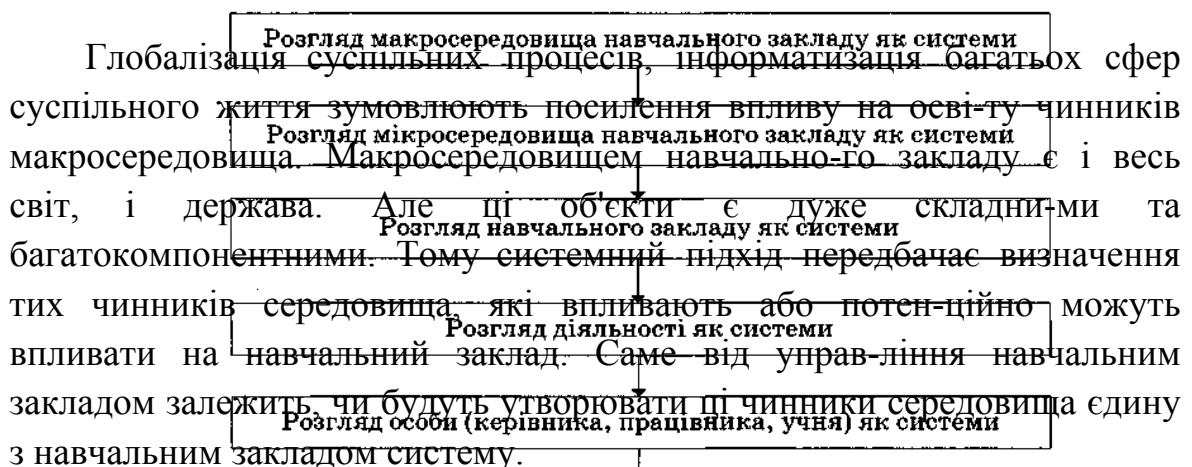 Розгляд макросередовища навчального закладу як системи
Глобалізація суспільних процесів, інформатизація багатьох сфер
суспільного життя зумовлюють посилення впливу на осві-ту чинників
Розгляд мікросередовища навчального закладу як системи
макросередовища. Макросередовищем навчально-го закладу є і весь
світ, і держава. Але ці об'єкти є дуже складни-ми та
Розгляд навчального закладу як системи
багатокомпонентними. Тому системний підхід передбачає визначення
тих чинників середовища, які впливають або потен-ційно можуть
Розгляд діяльності як системи
впливати на навчальний заклад. Саме від управ-ління навчальним
закладом залежить, чи будуть утворювати ці чинники середовища єдину
Розгляд особи (керівника, працівника, учня) як системи
з навчальним закладом систему.